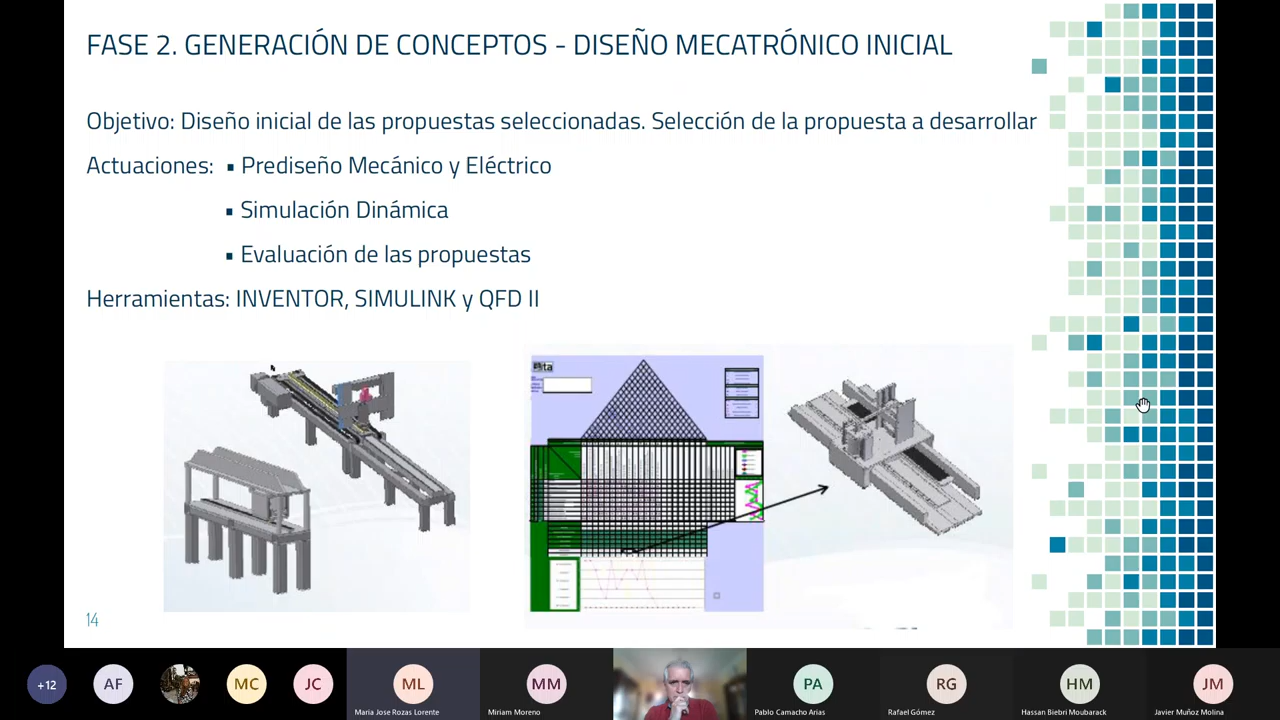 FASE 2. GENERACIÓN DE CONCEPTOS - DISEÑO MECATRÓNICO INICIAL
Objetivo: Diseño inicial de las propuestas seleccionadas. Selección de la propuesta a desarrollar
Actuaciones: ▪ Prediseño Mecánico y Eléctrico
▪ Simulación Dinámica
▪ Evaluación de las propuestas
Herramientas: INVENTOR, SIMULINK y QFD II
ita
14
+12
AF
MC
JC
ML
MM
PA
RG
HM
JM
Maria Jose Rozas Lorente
Miriam Moreno
Pablo Camacho Arias
Rafael Gómez
Hassan Biebri Moubarack
Javier Muñoz Molina